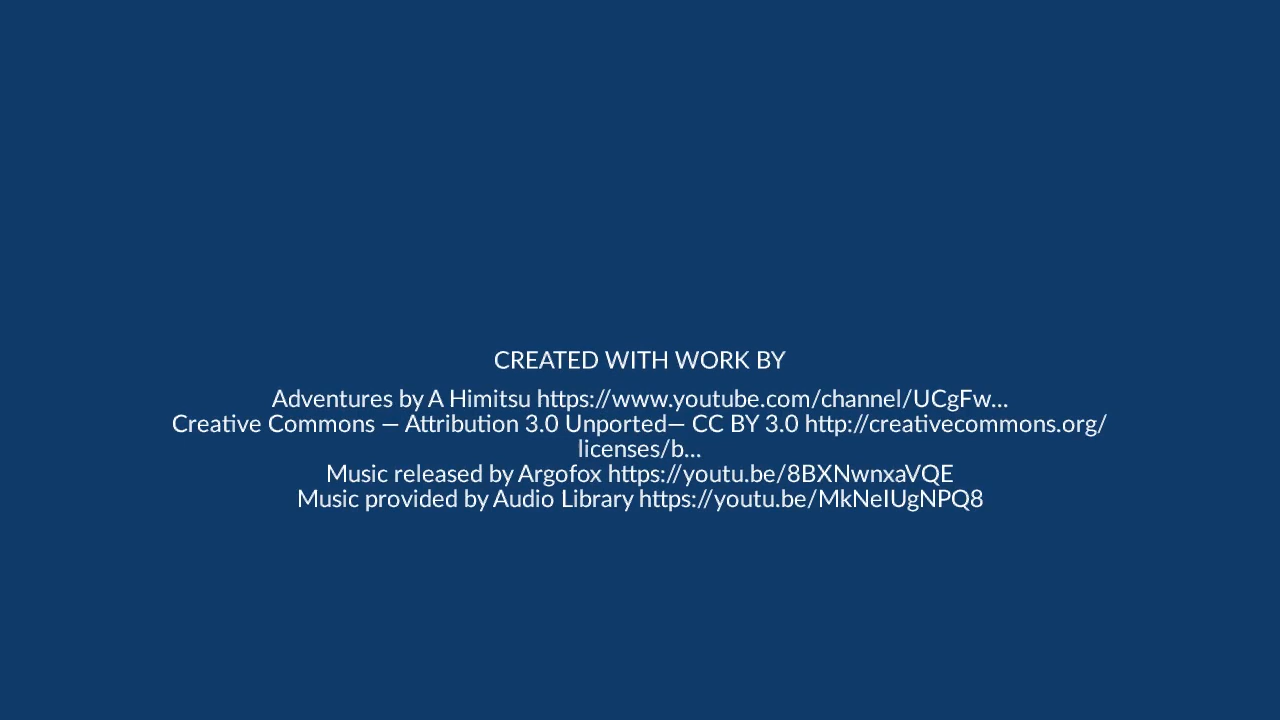 CREATED WITH WORK BY
Adventures by A Himitsu https://www.youtube.com/channel/UCgFw...
Creative Commons — Attribution 3.0 Unported— CC BY 3.0 http://creativecommons.org/
licenses/b...
Music released by Argofox https://youtu.be/8BXNwnxaVQE
Music provided by Audio Library https://youtu.be/MkNeIUgNPQ8